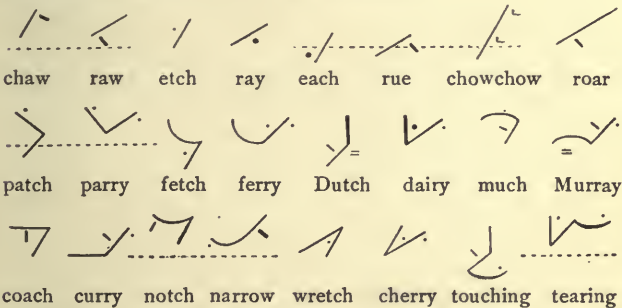 chaw raw etch ray each rue chowchow roar
patch parry fetch ferry Dutch dairy much Murray
coach curry notch narrow wretch cherry touching tearing